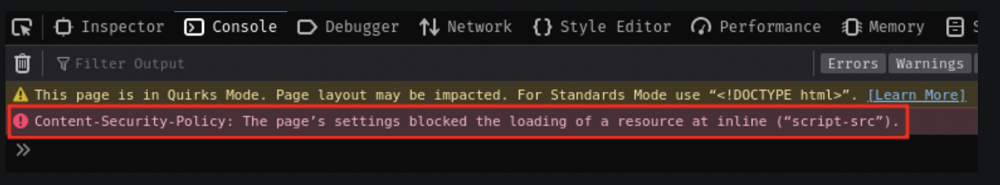 Inspector Console Debugger Network {} Style Editor Performance Memory S
Filter Output Errors Warnings
This page is in Quirks Mode. Page layout may be impacted. For Standards Mode use “<!DOCTYPE html>”. [Learn More]
Content-Security-Policy: The page’s settings blocked the loading of a resource at inline (“script-src”).
»